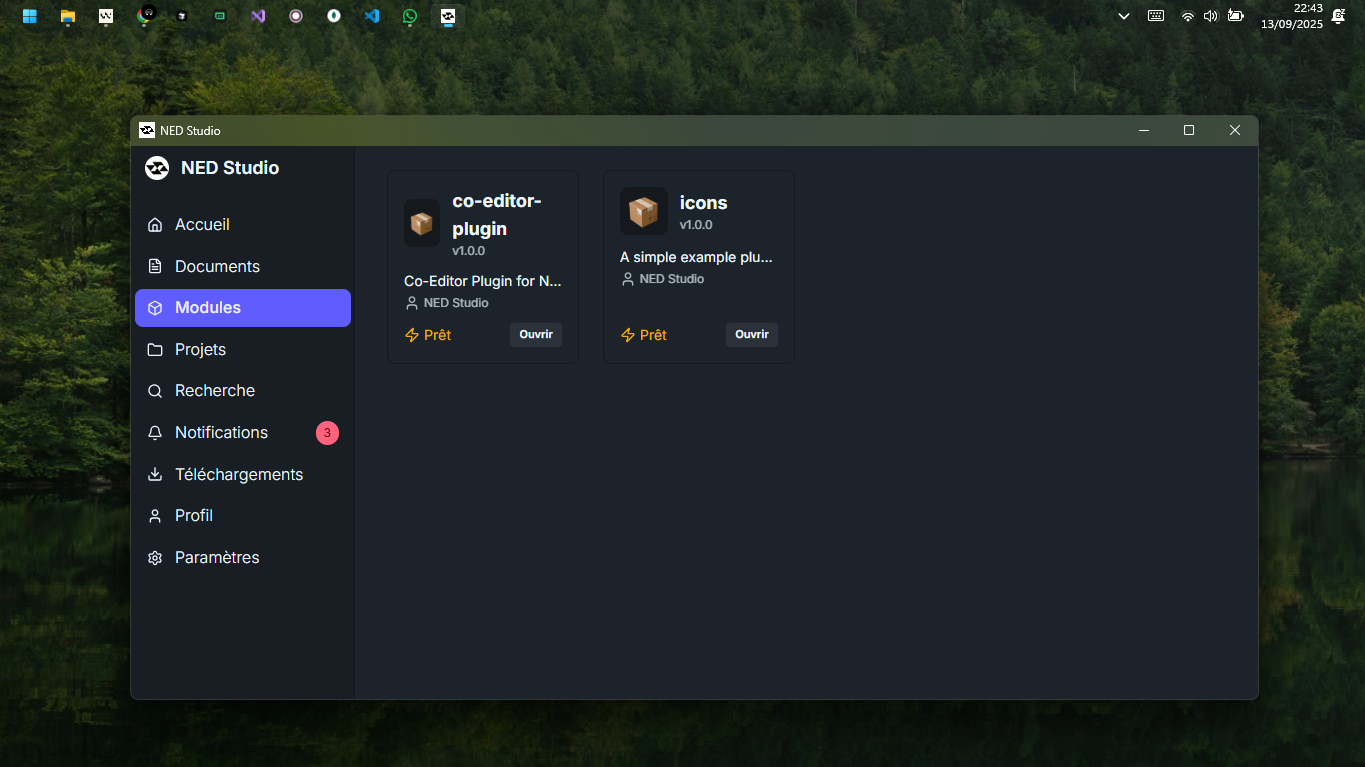 22:43
13/09/2025
NED Studio
NED Studio
Accueil
Documents
Modules
Projets
Recherche
Notifications
3
Téléchargements
Profil
Paramètres
co-editor-
plugin
v1.0.0
Co-Editor Plugin for N...
NED Studio
Prêt
Ouvrir
icons
v1.0.0
A simple example plu...
NED Studio
Prêt
Ouvrir